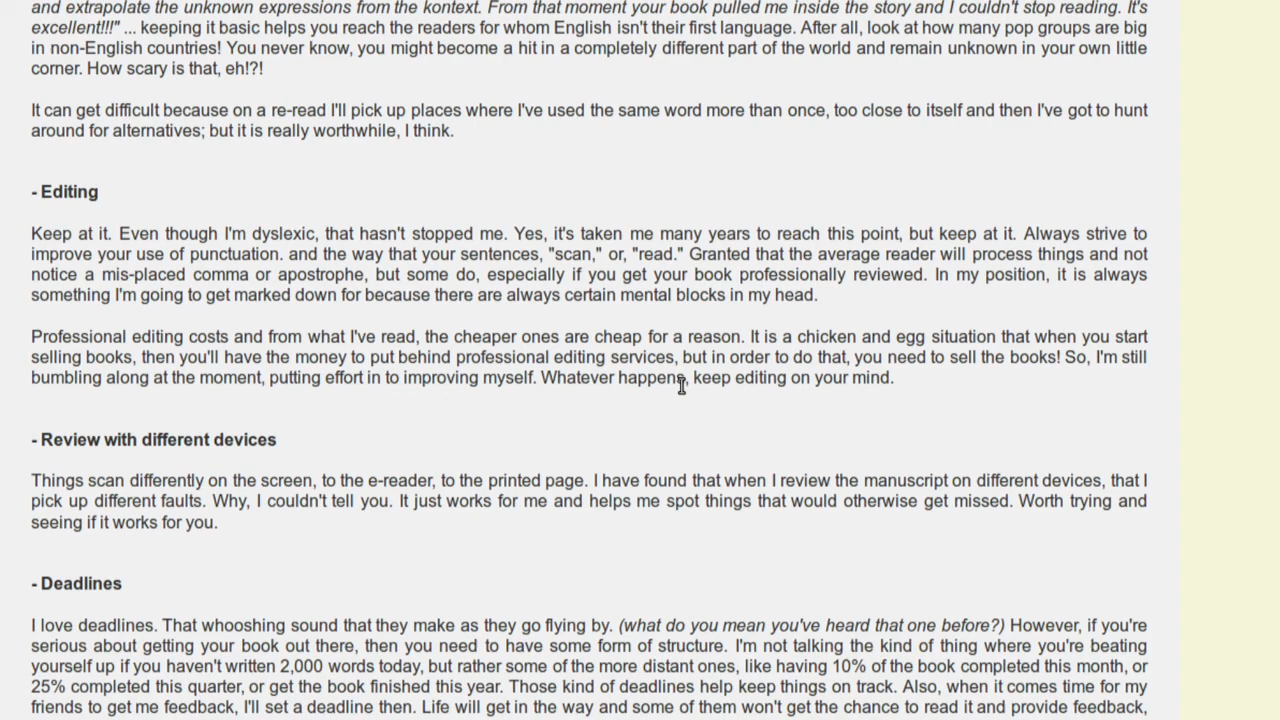 and extrapolate the unknown expressions from the kontext. From that moment your book pulled me inside the story and I couldn't stop reading. It's
excellent!!!" ... keeping it basic helps you reach the readers for whom English isn't their first language. After all, look at how many pop groups are big
in non-English countries! You never know, you might become a hit in a completely different part of the world and remain unknown in your own little
corner. How scary is that, eh!?!
It can get difficult because on a re-read I'll pick up places where I've used the same word more than once, too close to itself and then I've got to hunt
around for alternatives; but it is really worthwhile, I think.
- Editing
Keep at it. Even though I'm dyslexic, that hasn't stopped me. Yes, it's taken me many years to reach this point, but keep at it. Always strive to
improve your use of punctuation. and the way that your sentences, "scan," or, "read." Granted that the average reader will process things and not
notice a mis-placed comma or apostrophe, but some do, especially if you get your book professionally reviewed. In my position, it is always
something I'm going to get marked down for because there are always certain mental blocks in my head.
Professional editing costs and from what I've read, the cheaper ones are cheap for a reason. It is a chicken and egg situation that when you start
selling books, then you'll have the money to put behind professional editing services, but in order to do that, you need to sell the books! So, I'm still
bumbling along at the moment, putting effort in to improving myself. Whatever happens, keep editing on your mind.
- Review with different devices
Things scan differently on the screen, to the e-reader, to the printed page. I have found that when I review the manuscript on different devices, that I
pick up different faults. Why, I couldn't tell you. It just works for me and helps me spot things that would otherwise get missed. Worth trying and
seeing if it works for you.
- Deadlines
I love deadlines. That whooshing sound that they make as they go flying by. (what do you mean you've heard that one before?) However, if you're
serious about getting your book out there, then you need to have some form of structure. I'm not talking the kind of thing where you're beating
yourself up if you haven't written 2,000 words today, but rather some of the more distant ones, like having 10% of the book completed this month, or
25% completed this quarter, or get the book finished this year. Those kind of deadlines help keep things on track. Also, when it comes time for my
friends to get me feedback, I'll set a deadline then. Life will get in the way and some of them won't get the chance to read it and provide feedback,